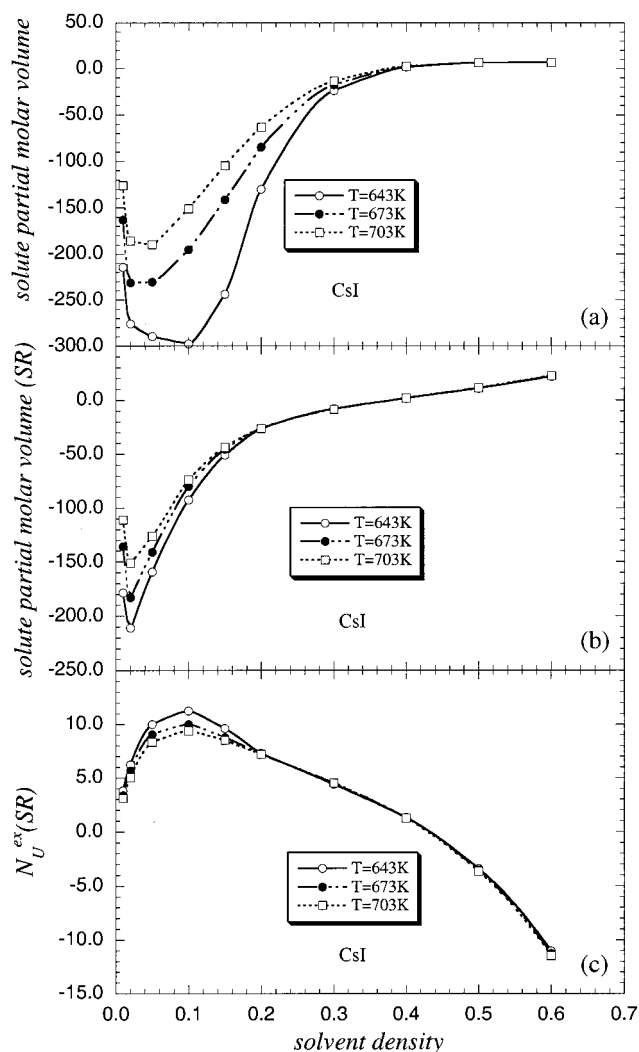 solute partial molar volume
50.0
0.0
-50.0
-100.0
-150.0
-200.0
-250.0
-300.0
T=643K
T=673K
T=703K
CsI
(a)
solute partial molar volume (SR)
0.0
-50.0
-100.0
-150.0
-200.0
-250.0
T=643K
T=673K
T=703K
CsI
(b)
N_U^ex(SR)
10.0
5.0
0.0
-5.0
-10.0
-15.0
T=643K
T=673K
T=703K
CsI
(c)
0.0 0.1 0.2 0.3 0.4 0.5 0.6 0.7
solvent density